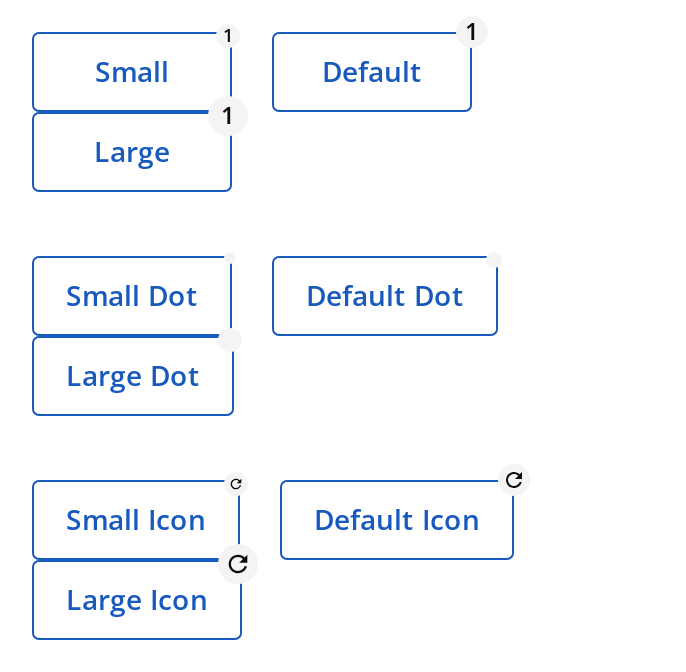 1
1
Small
Default
1
Large
Small Dot
Default Dot
Large Dot
Small Icon
Default Icon
Large Icon